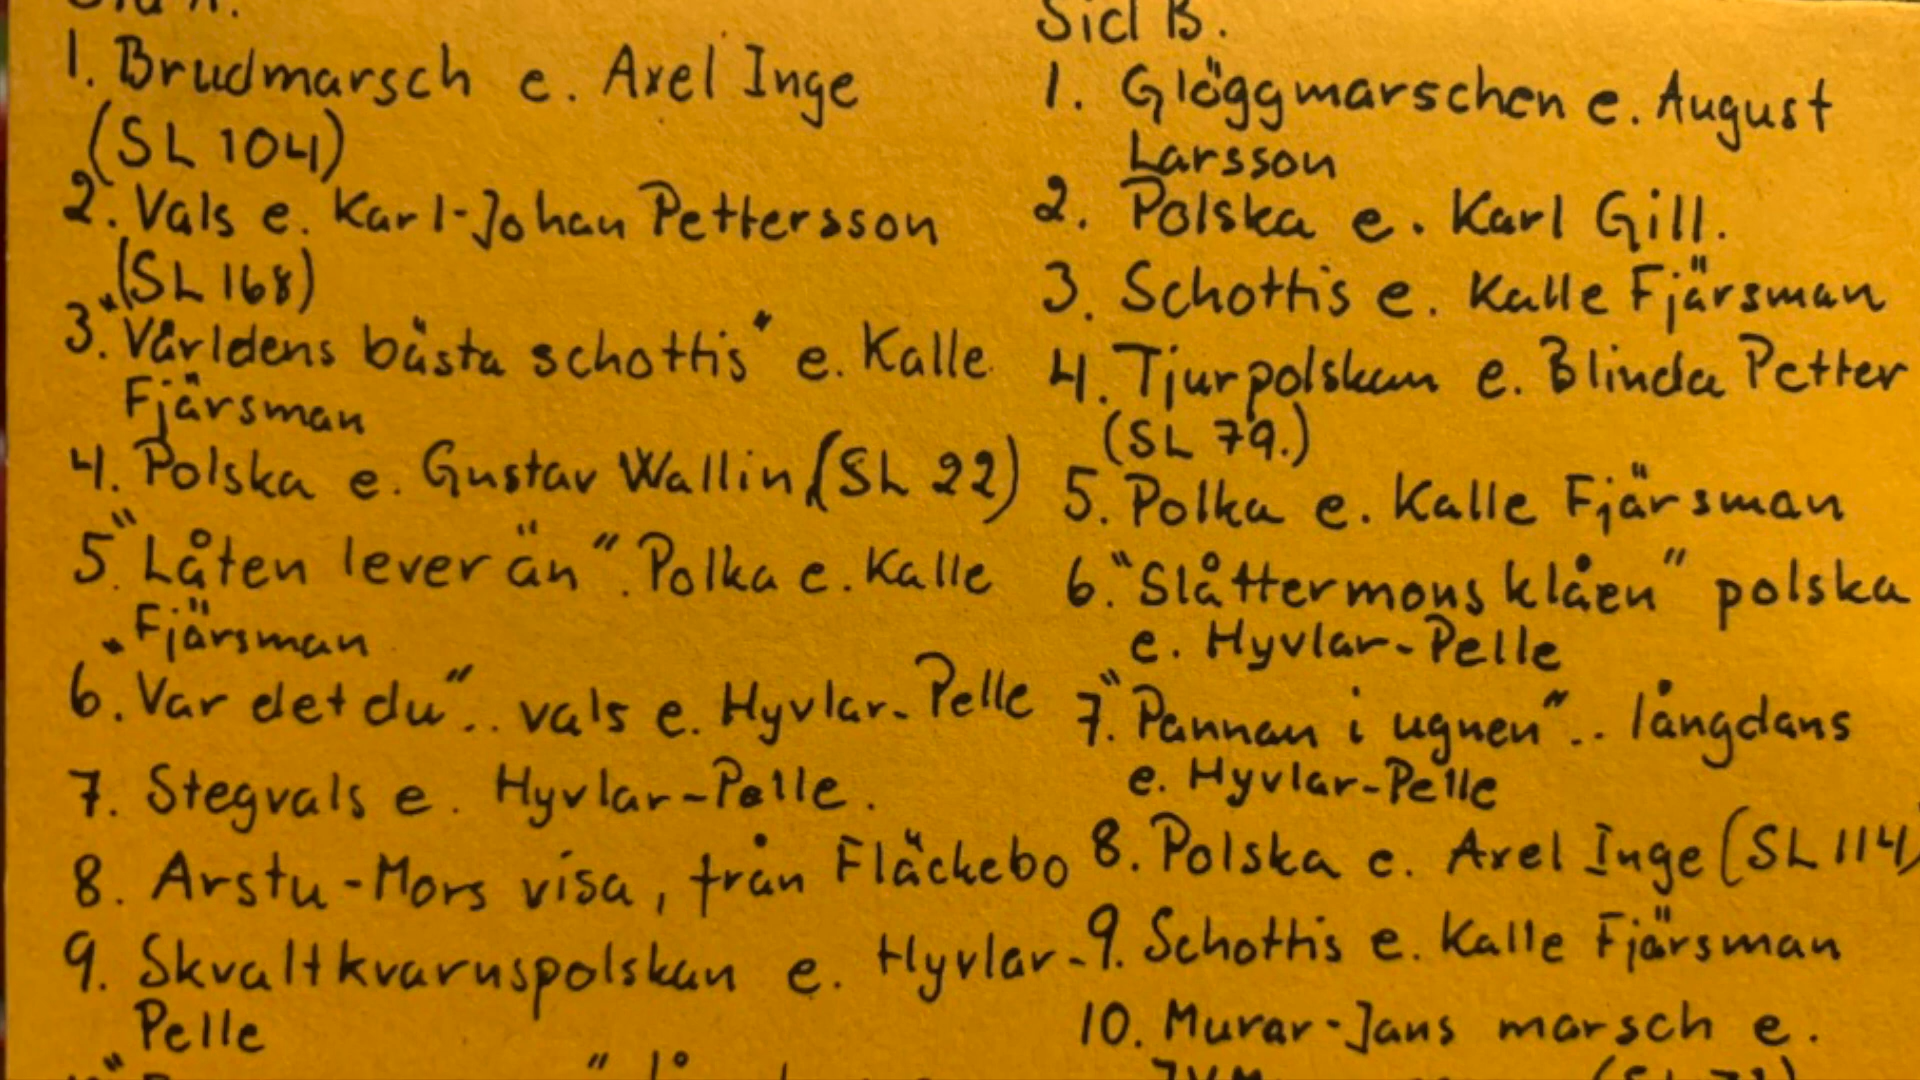 Sid A.
1. Brudmarsch e. Axel Inge
(SL 104)
2. Vals e. Karl-Johan Pettersson
(SL 168)
3. "Världens bästa schottis" e. Kalle
Fjärsman
4. Polska e. Gustav Wallin (SL 22)
5. "Låten lever än". Polka e. Kalle
Fjärsman
6. "Var det du".. vals e. Hyvlar-Pelle
7. Stegvals e. Hyvlar-Pelle.
8. Arstu-Mors visa, från Fläckebo
9. Skvaltkvarnspolskan e. Hyvlar-
Pelle
Sid B.
1. Glöggmarschen e. August
Larsson
2. Polska e. Karl Gill.
3. Schottis e. Kalle Fjärsman
4. Tjurpolskan e. Blinda Petter
(SL 79.)
5. Polka e. Kalle Fjärsman
6. "Slåttermons klåen" polska
e. Hyvlar-Pelle
7. "Pannan i ugnen".. långdans
e. Hyvlar-Pelle
8. Polska e. Axel Inge (SL 114)
9. Schottis e. Kalle Fjärsman
10. Murar-Jans marsch e.